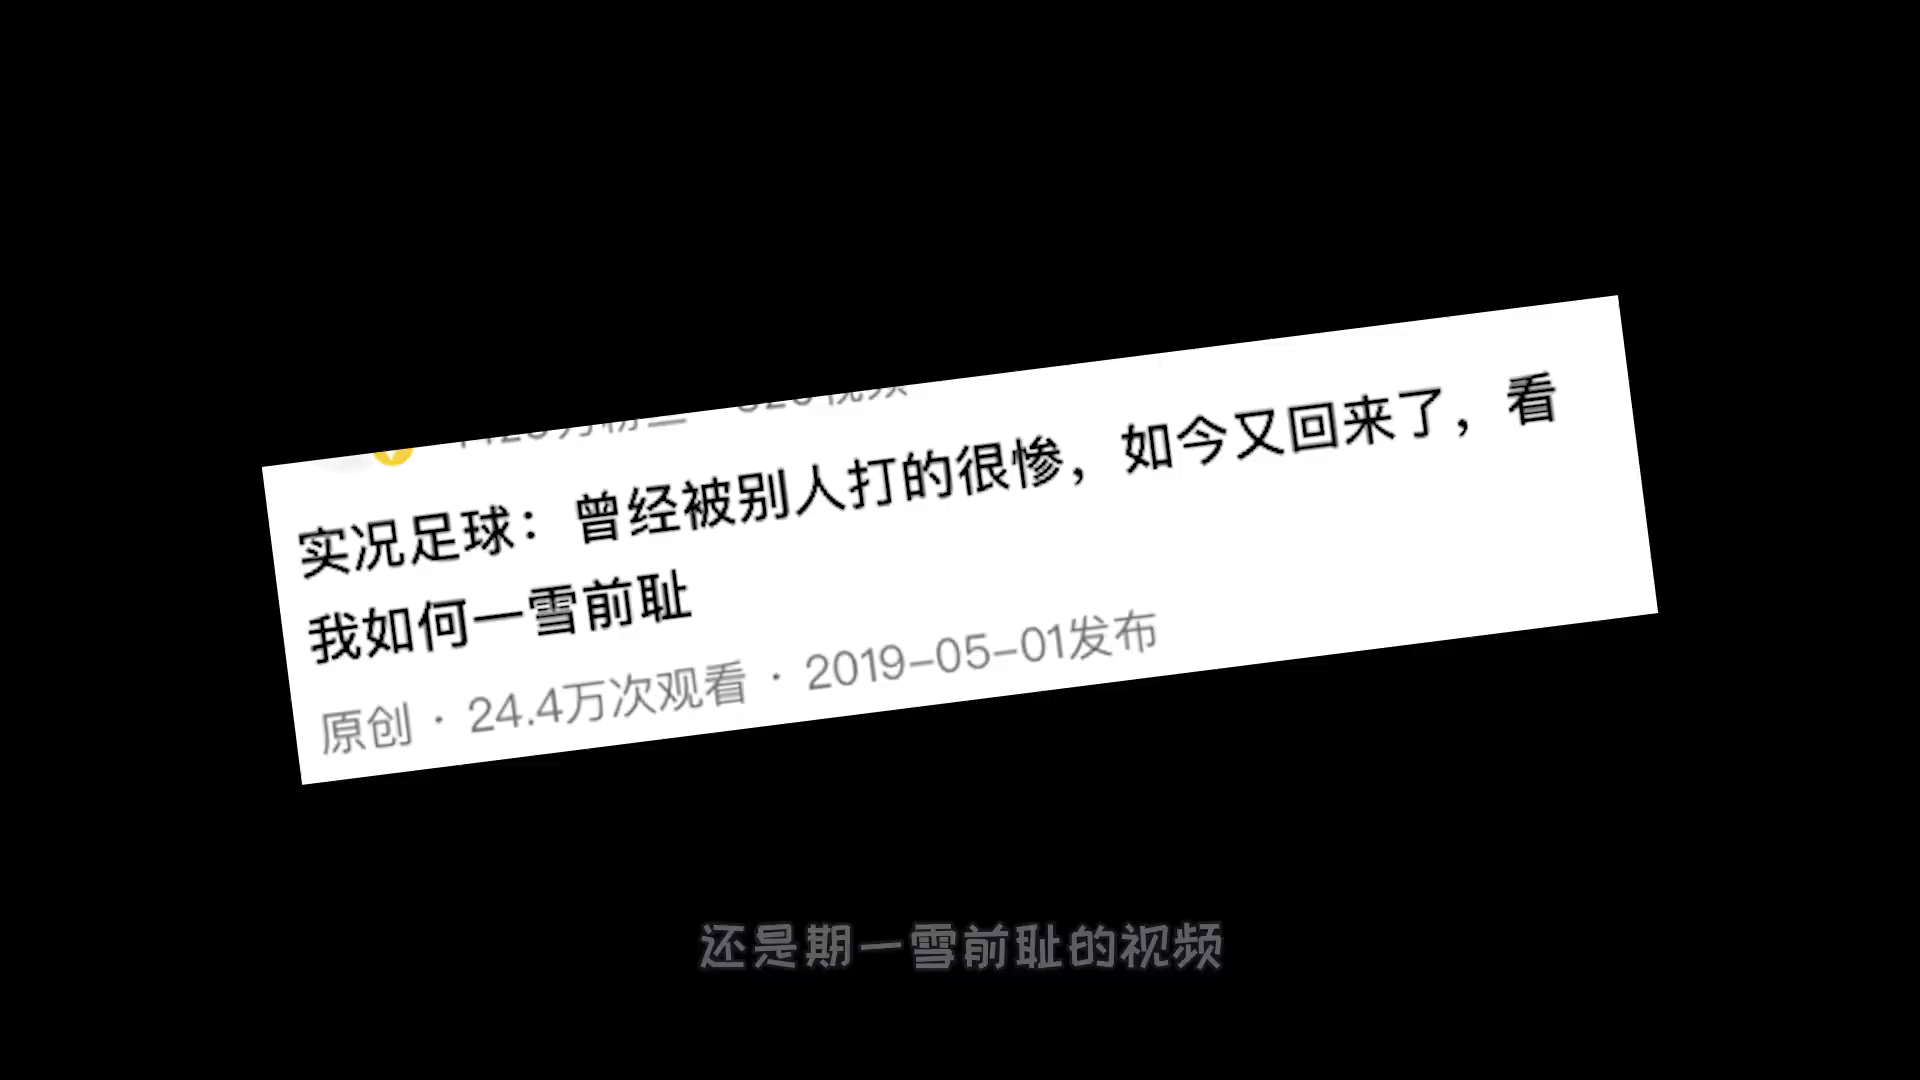 实况足球：曾经被别人打的很惨，如今又回来了，看
我如何一雪前耻
原创 · 24.4万次观看 · 2019-05-01发布
还是期一雪前耻的视频